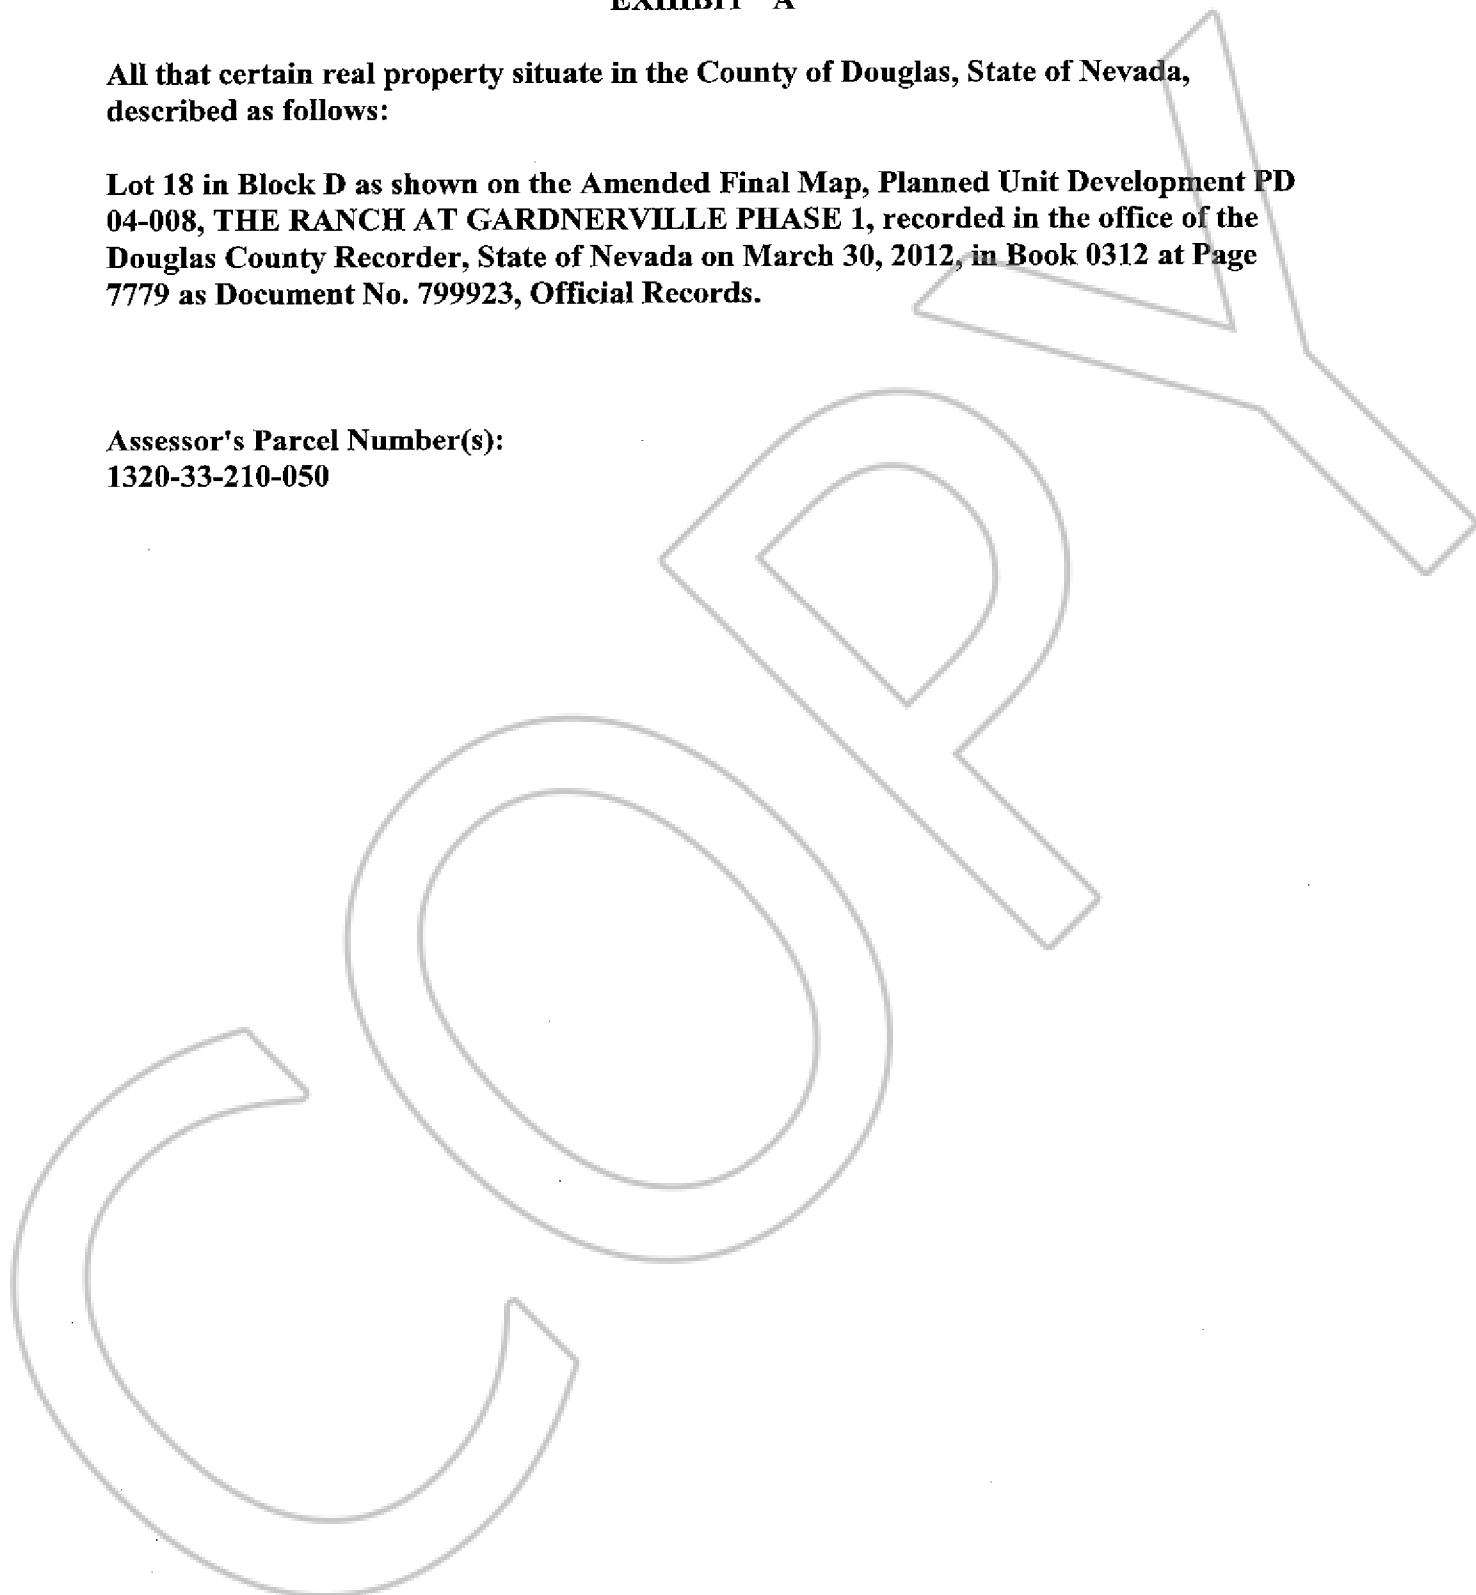 EXHIBIT "A"
All that certain real property situate in the County of Douglas, State of Nevada,
described as follows:
Lot 18 in Block D as shown on the Amended Final Map, Planned Unit Development PD
04-008, THE RANCH AT GARDNERVILLE PHASE 1, recorded in the office of the
Douglas County Recorder, State of Nevada on March 30, 2012, in Book 0312 at Page
7779 as Document No. 799923, Official Records.
Assessor's Parcel Number(s):
1320-33-210-050
COPY